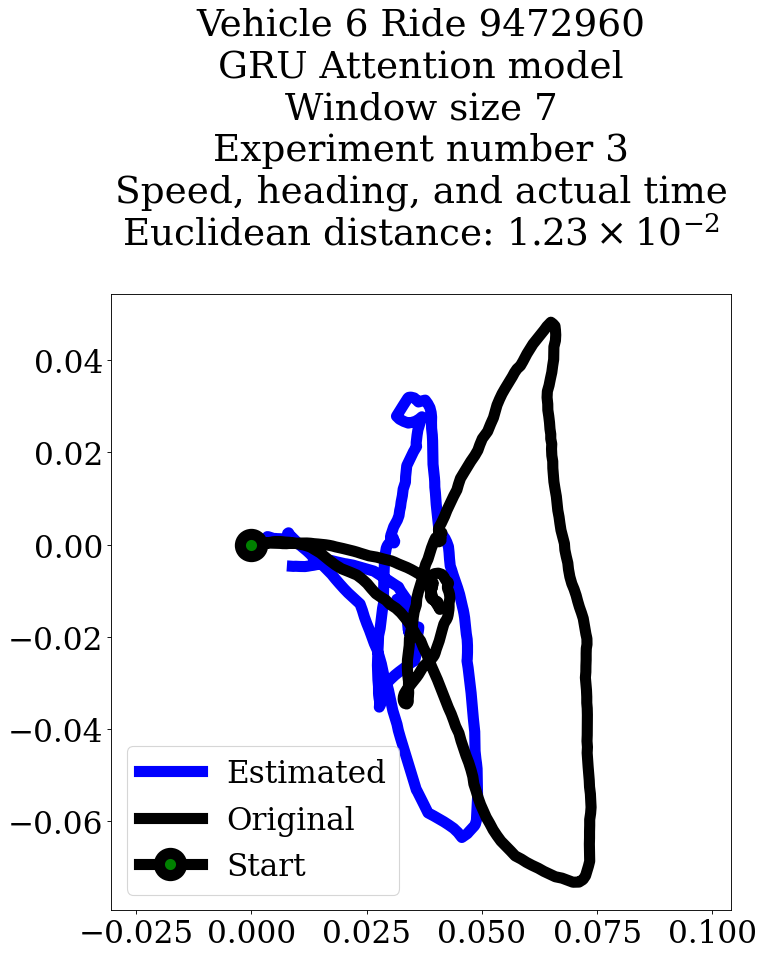 Vehicle 6 Ride 9472960
GRU Attention model
Window size 7
Experiment number 3
Speed, heading, and actual time
Euclidean distance: 1.23 × 10⁻²
0.04
0.02
0.00
−0.02
−0.04
−0.06
Estimated
Original
Start
−0.025 0.000 0.025 0.050 0.075 0.100